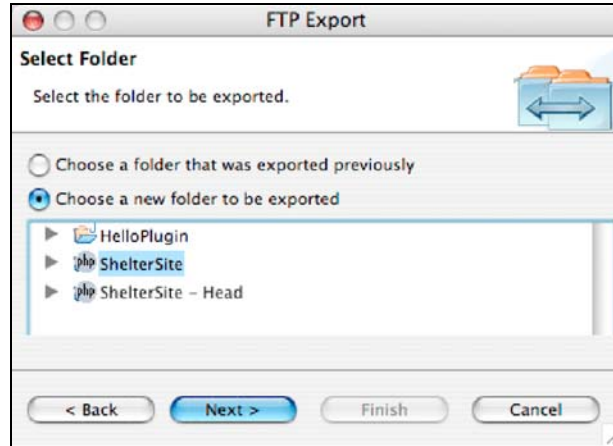 FTP Export
Select Folder
Select the folder to be exported.
Choose a folder that was exported previously
Choose a new folder to be exported
HelloPlugin
php ShelterSite
php ShelterSite – Head
< Back Next > Finish Cancel